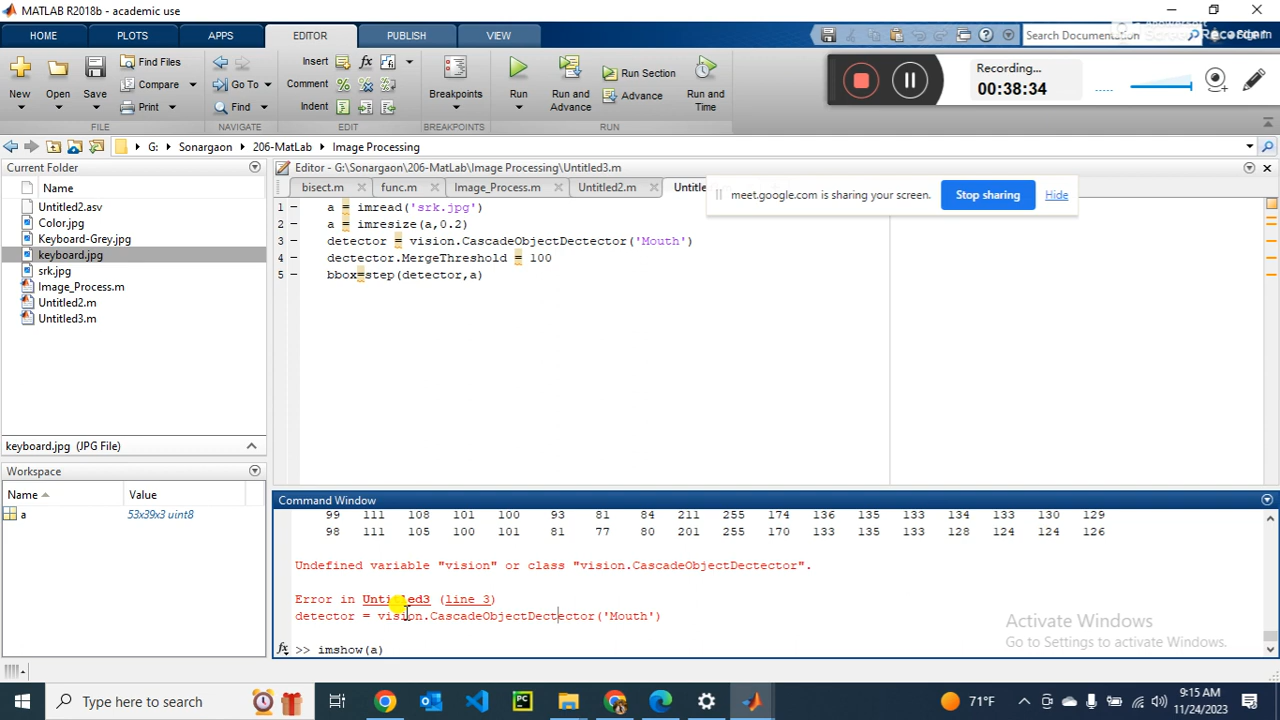 MATLAB R2018b - academic use
HOME PLOTS APPS EDITOR PUBLISH VIEW
Search Documentation
Screen Recorder
New Open Save Find Files Compare Print
Go To Find
Insert Comment Indent
Breakpoints
Run Run and Advance Run Section Advance Run and Time
Recording...
00:38:34
FILE NAVIGATE EDIT BREAKPOINTS RUN
G: Sonargaon 206-MatLab Image Processing
Current Folder
Name
Untitled2.asv
Color.jpg
Keyboard-Grey.jpg
keyboard.jpg
srk.jpg
Image_Process.m
Untitled2.m
Untitled3.m
keyboard.jpg (JPG File)
Workspace
Name Value
a 53x39x3 uint8
Editor - G:\Sonargaon\206-MatLab\Image Processing\Untitled3.m
bisect.m func.m Image_Process.m Untitled2.m
meet.google.com is sharing your screen. Stop sharing Hide
1 a = imread('srk.jpg')
2 a = imresize(a,0.2)
3 detector = vision.CascadeObjectDectector('Mouth')
4 dectector.MergeThreshold = 100
5 bbox=step(detector,a)
Command Window
99 111 108 101 100 93 81 84 211 255 174 136 135 133 134 133 130 129
98 111 105 100 101 81 77 80 201 255 170 133 135 133 128 124 124 126
Undefined variable "vision" or class "vision.CascadeObjectDectector".
Error in Untitled3 (line 3)
detector = vision.CascadeObjectDectector('Mouth')
>> imshow(a)
Activate Windows
Go to Settings to activate Windows.
Type here to search
71°F
9:15 AM
11/24/2023